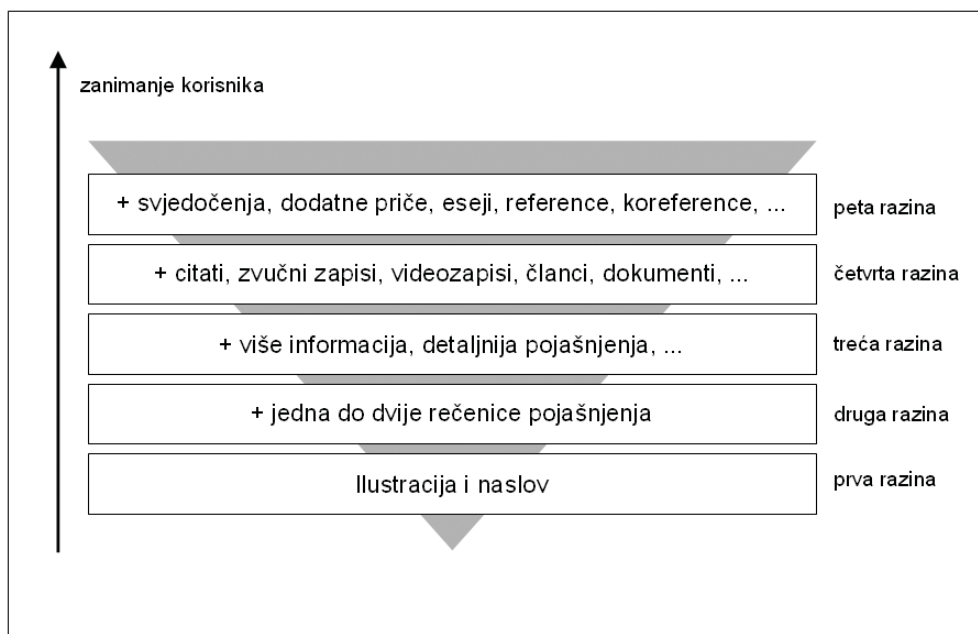 zanimanje korisnika
+ svjedočenja, dodatne priče, eseji, reference, koreference, ...
peta razina
+ citati, zvučni zapisi, videozapisi, članci, dokumenti, ...
četvrta razina
+ više informacija, detaljnija pojašnjenja, ...
treća razina
+ jedna do dvije rečenice pojašnjenja
druga razina
Ilustracija i naslov
prva razina